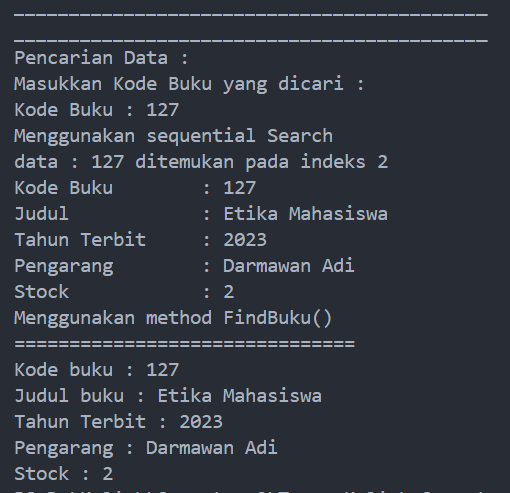 ___________________________________________
___________________________________________
Pencarian Data :
Masukkan Kode Buku yang dicari :
Kode Buku : 127
Menggunakan sequential Search
data : 127 ditemukan pada indeks 2
Kode Buku        : 127
Judul            : Etika Mahasiswa
Tahun Terbit     : 2023
Pengarang        : Darmawan Adi
Stock            : 2
Menggunakan method FindBuku()
===============================
Kode buku : 127
Judul buku : Etika Mahasiswa
Tahun Terbit : 2023
Pengarang : Darmawan Adi
Stock : 2